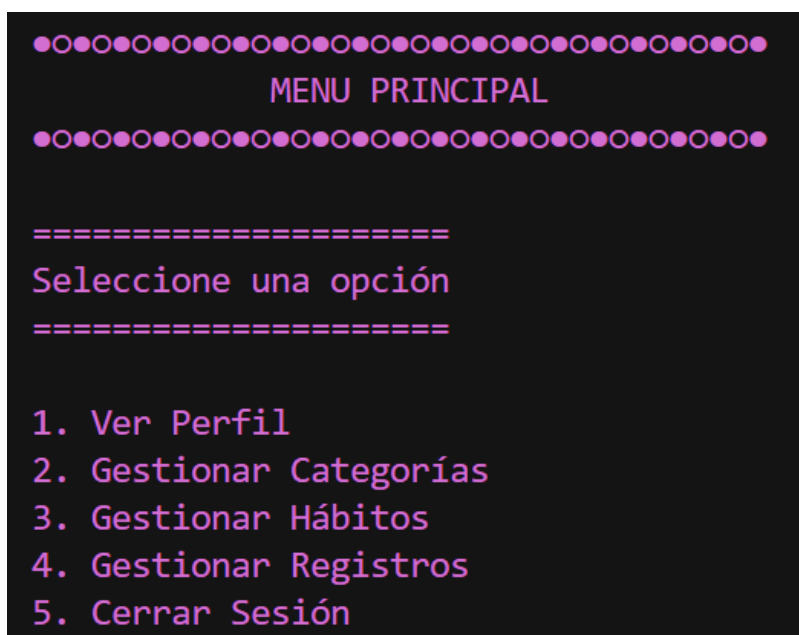 ●○●○●○●○●○●○●○●○●○●○●○●○●○●○●○●○●○●○●
MENU PRINCIPAL
●○●○●○●○●○●○●○●○●○●○●○●○●○●○●○●○●○●○●
=====================
Seleccione una opción
=====================
1. Ver Perfil
2. Gestionar Categorías
3. Gestionar Hábitos
4. Gestionar Registros
5. Cerrar Sesión